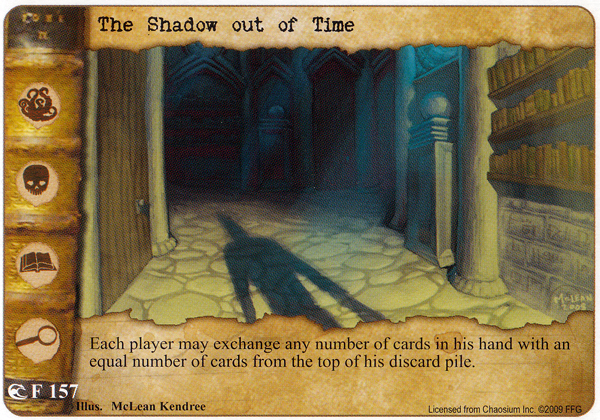 The Shadow out of Time
MCLEAN
2008
Each player may exchange any number of cards in his hand with an
equal number of cards from the top of his discard pile.
F 157
Illus. McLean Kendree
Licensed from Chaosium Inc. ©2009 FFG